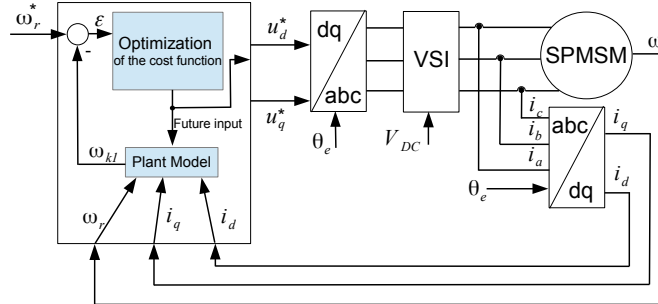 ω*r
ε
-
Optimization
of the cost function
Future input
ωk1
Plant Model
ωr
iq
id
u*d
u*q
dq
abc
θe
VSI
VDC
SPMSM
ω
ic
ib
ia
θe
abc
dq
iq
id